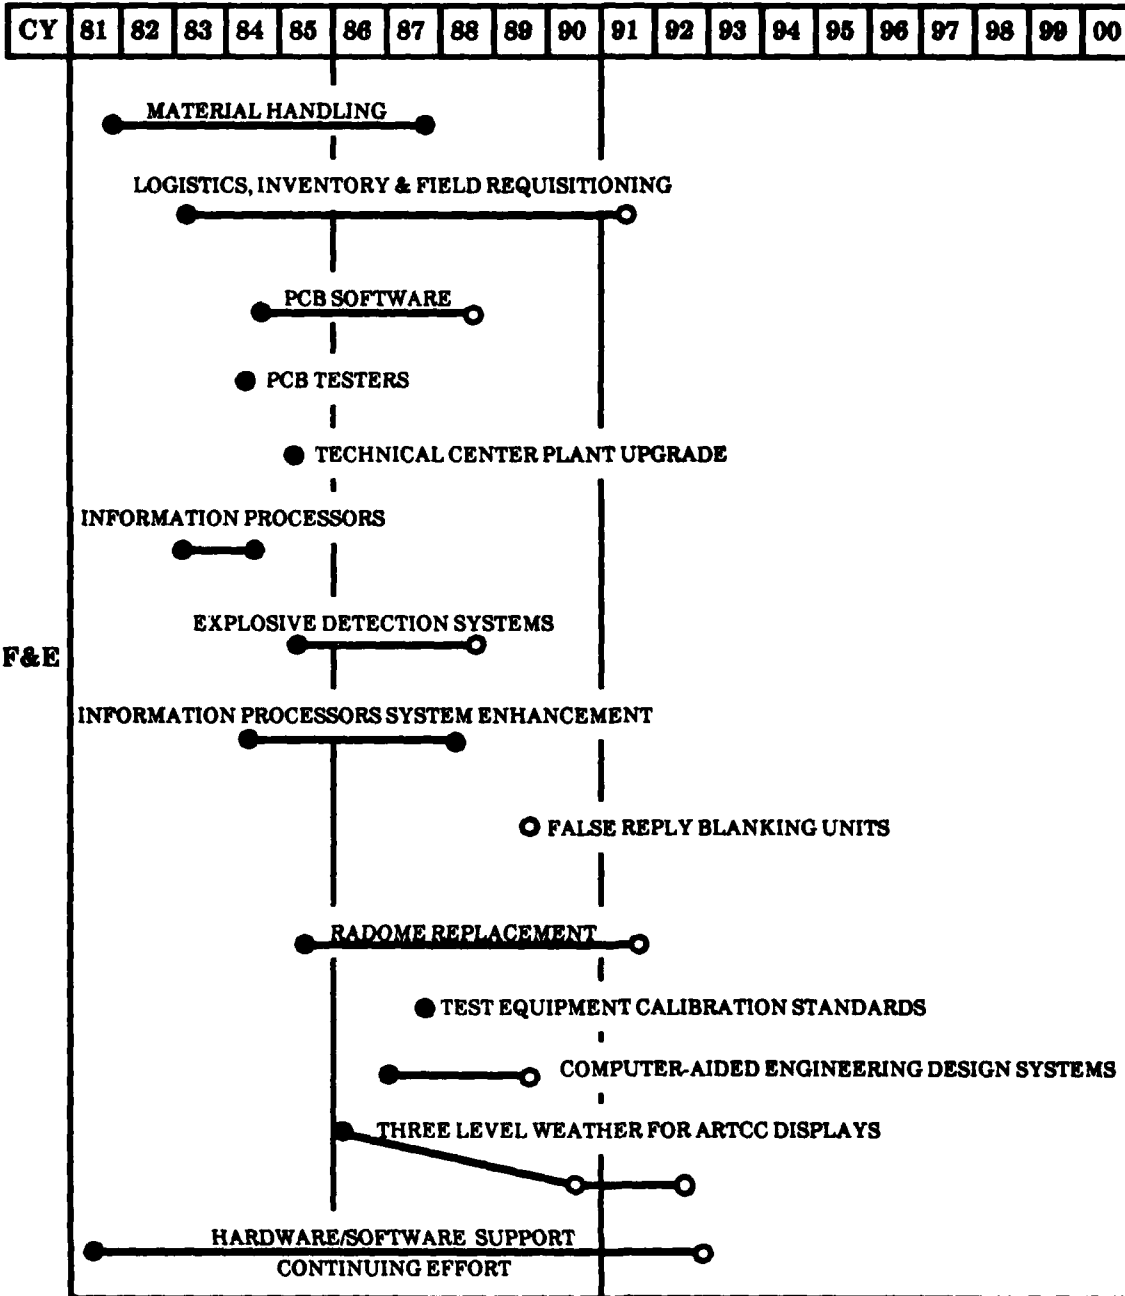 CY 81 82 83 84 85 86 87 88 89 90 91 92 93 94 95 96 97 98 99 00
MATERIAL HANDLING
LOGISTICS, INVENTORY & FIELD REQUISITIONING
PCB SOFTWARE
PCB TESTERS
TECHNICAL CENTER PLANT UPGRADE
INFORMATION PROCESSORS
EXPLOSIVE DETECTION SYSTEMS
F&E
INFORMATION PROCESSORS SYSTEM ENHANCEMENT
FALSE REPLY BLANKING UNITS
RADOME REPLACEMENT
TEST EQUIPMENT CALIBRATION STANDARDS
COMPUTER-AIDED ENGINEERING DESIGN SYSTEMS
THREE LEVEL WEATHER FOR ARTCC DISPLAYS
HARDWARE/SOFTWARE SUPPORT
CONTINUING EFFORT